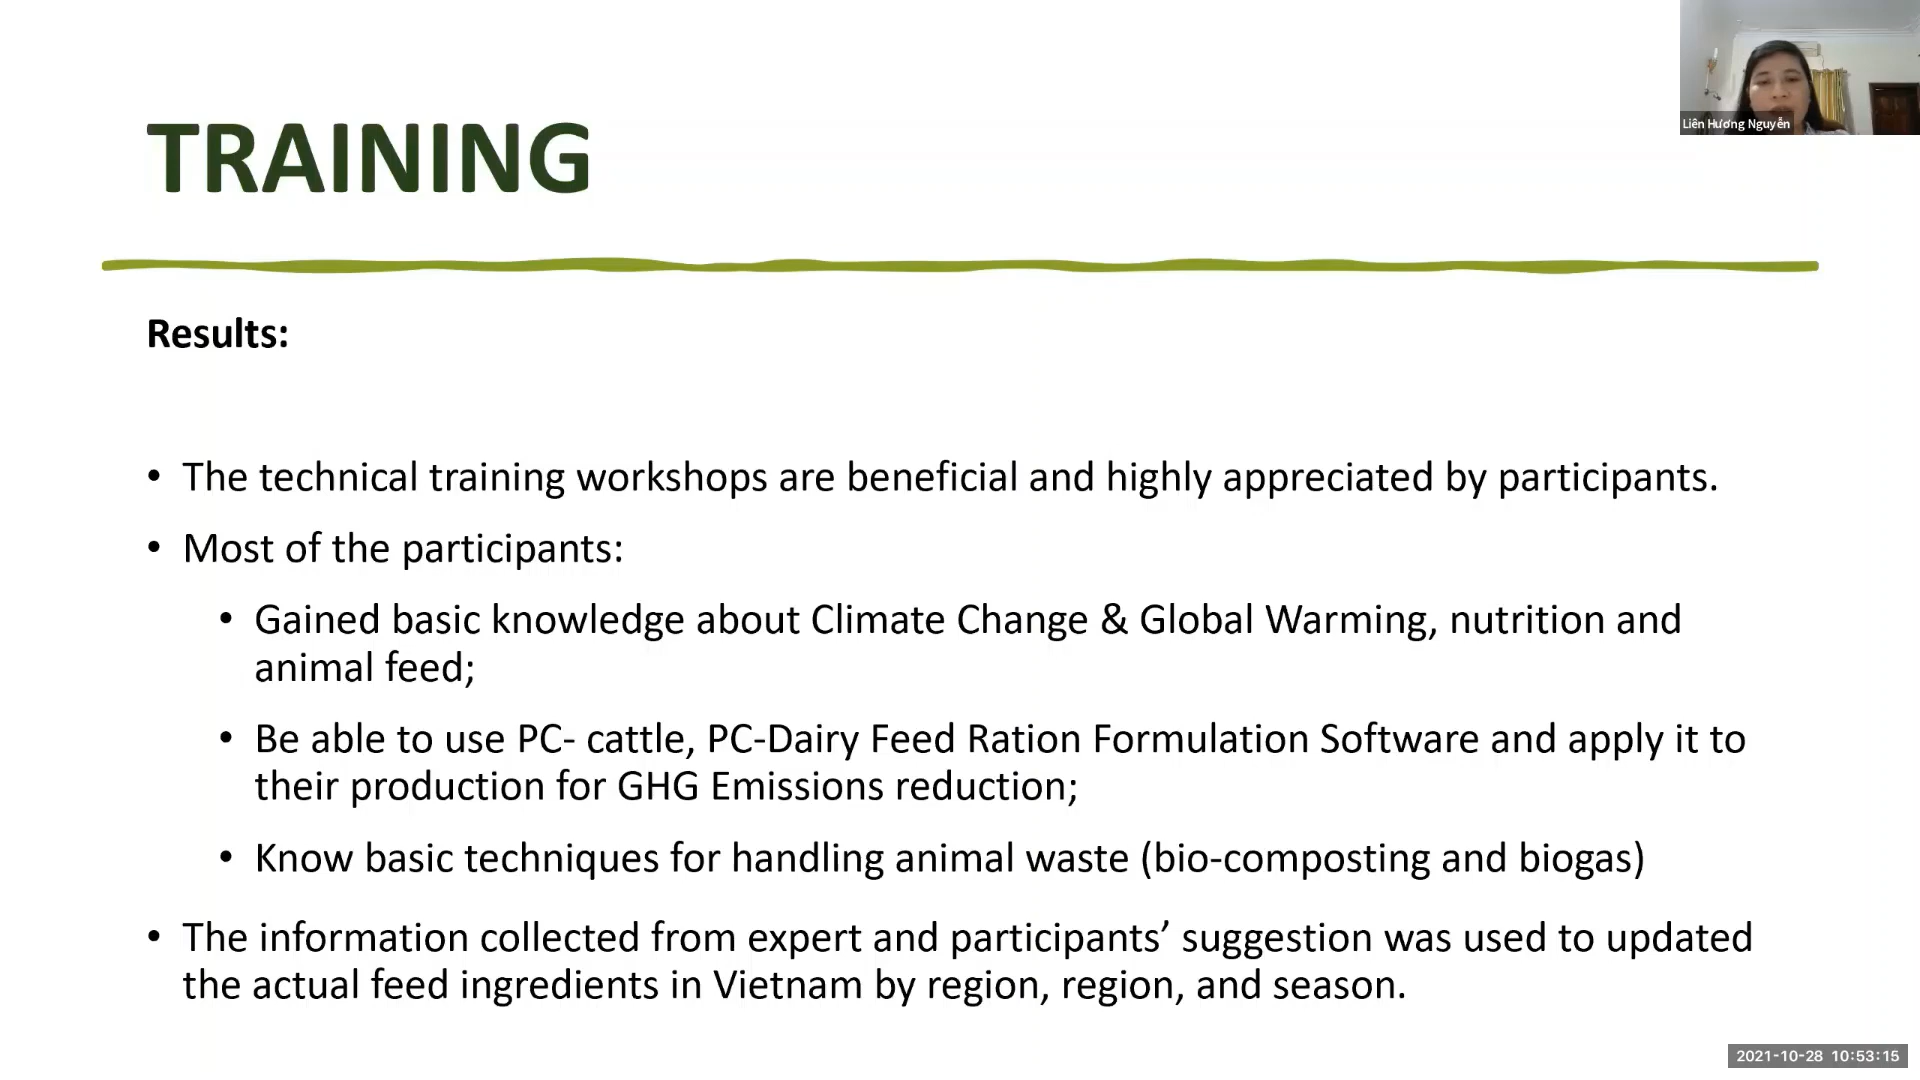 Liên Hương Nguyễn
TRAINING
Results:
• The technical training workshops are beneficial and highly appreciated by participants.
• Most of the participants:
• Gained basic knowledge about Climate Change & Global Warming, nutrition and
animal feed;
• Be able to use PC- cattle, PC-Dairy Feed Ration Formulation Software and apply it to
their production for GHG Emissions reduction;
• Know basic techniques for handling animal waste (bio-composting and biogas)
• The information collected from expert and participants’ suggestion was used to updated
the actual feed ingredients in Vietnam by region, region, and season.
2021-10-28 10:53:15